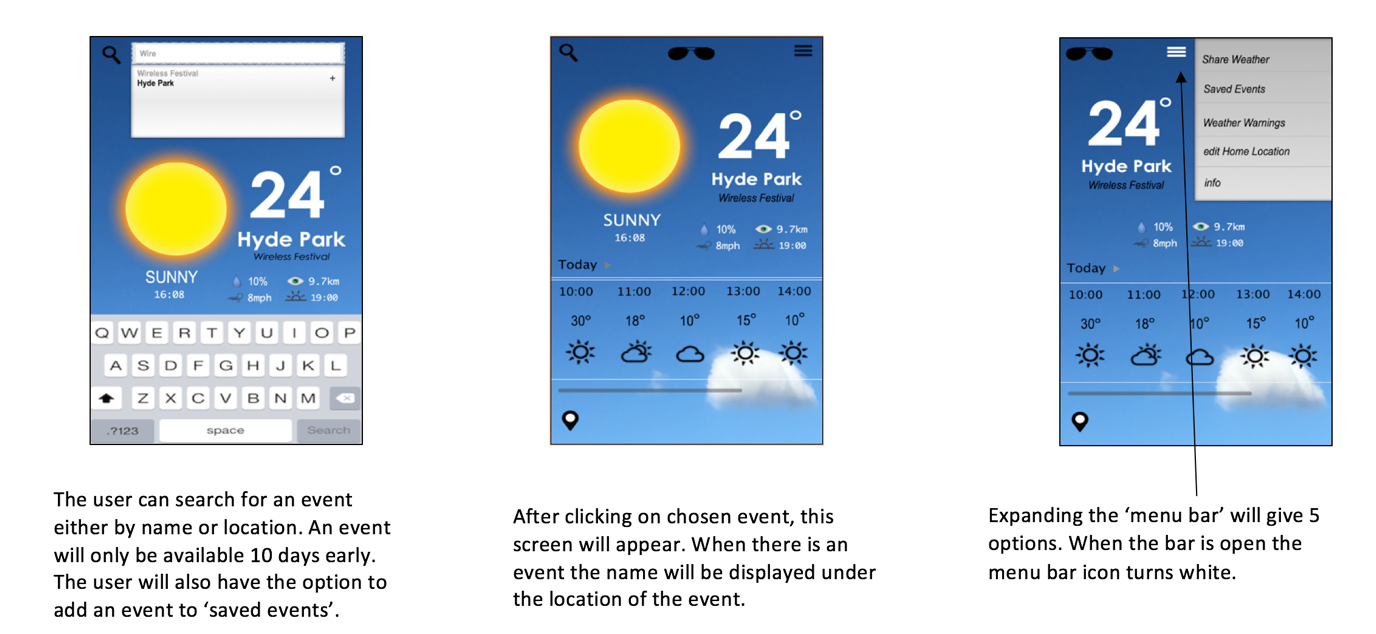 Wire
Wireless Festival
Hyde Park
+
24°
Hyde Park
Wireless Festival
SUNNY
16:08
10% 9.7km
8mph 19:00
Q W E R T Y U I O P
A S D F G H J K L
Z X C V B N M
.?123 space Search
The user can search for an event
either by name or location. An event
will only be available 10 days early.
The user will also have the option to
add an event to ‘saved events’.
24°
Hyde Park
Wireless Festival
SUNNY
16:08
10% 9.7km
8mph 19:00
Today
10:00 11:00 12:00 13:00 14:00
30° 18° 10° 15° 10°
After clicking on chosen event, this
screen will appear. When there is an
event the name will be displayed under
the location of the event.
Share Weather
Saved Events
Weather Warnings
edit Home Location
info
24°
Hyde Park
Wireless Festival
10% 9.7km
8mph 19:00
Today
10:00 11:00 12:00 13:00 14:00
30° 18° 10° 15° 10°
Expanding the ‘menu bar’ will give 5
options. When the bar is open the
menu bar icon turns white.